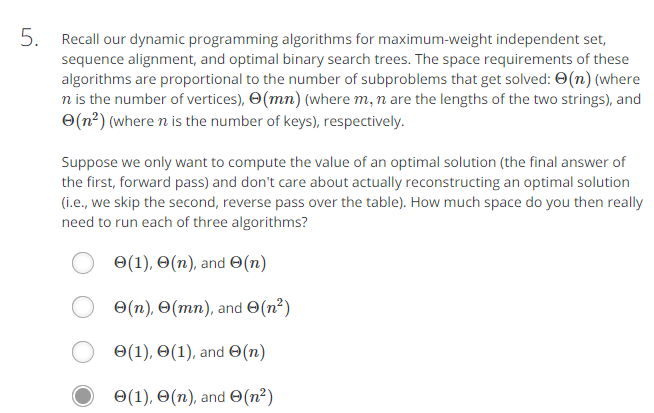 5. Recall our dynamic programming algorithms for maximum-weight independent set,
sequence alignment, and optimal binary search trees. The space requirements of these
algorithms are proportional to the number of subproblems that get solved: Θ(n) (where
n is the number of vertices), Θ(mn) (where m, n are the lengths of the two strings), and
Θ(n²) (where n is the number of keys), respectively.
Suppose we only want to compute the value of an optimal solution (the final answer of
the first, forward pass) and don't care about actually reconstructing an optimal solution
(i.e., we skip the second, reverse pass over the table). How much space do you then really
need to run each of three algorithms?
Θ(1), Θ(n), and Θ(n)
Θ(n), Θ(mn), and Θ(n²)
Θ(1), Θ(1), and Θ(n)
Θ(1), Θ(n), and Θ(n²)